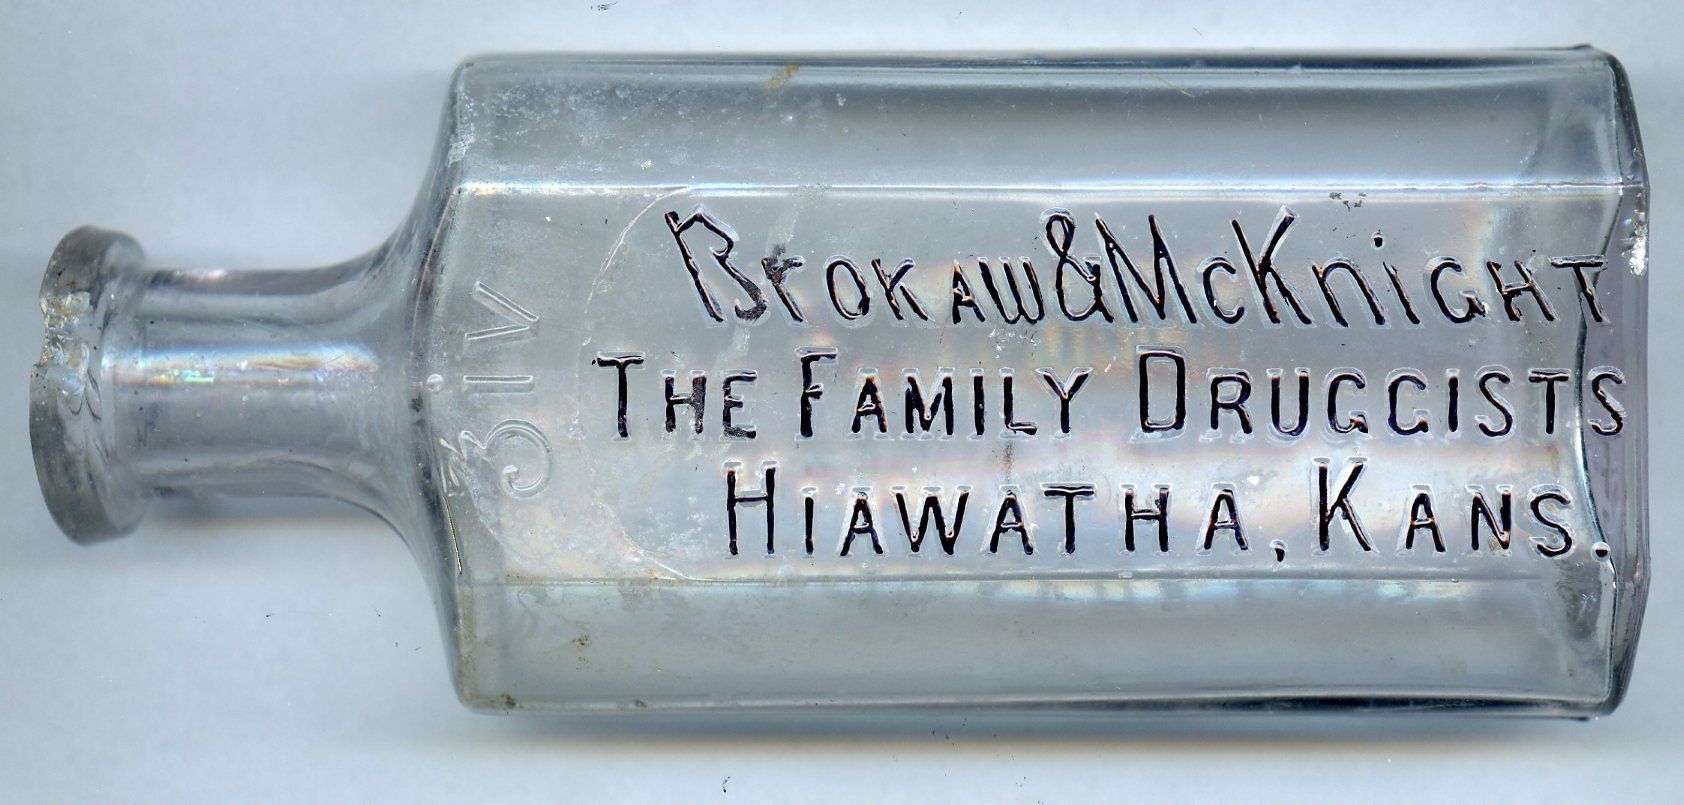 ℥iv
Brokaw & McKnight
The Family Druggists
Hiawatha, Kans.